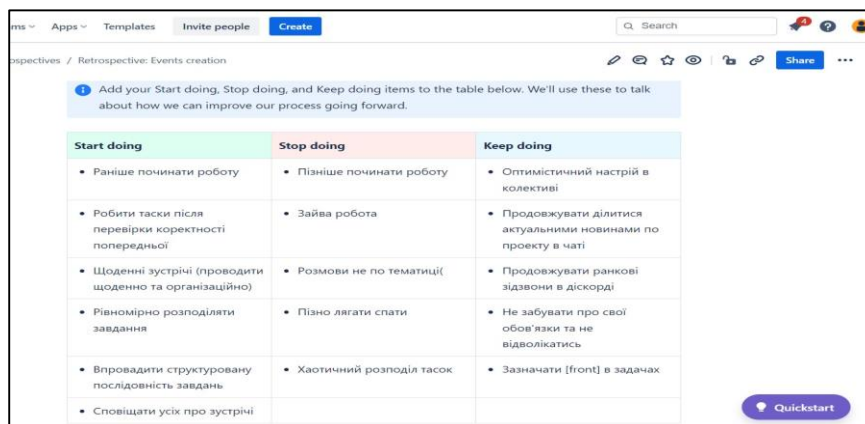 ms Apps Templates Invite people Create Search 4
ospectives / Retrospective: Events creation Share
Add your Start doing, Stop doing, and Keep doing items to the table below. We'll use these to talk
about how we can improve our process going forward.
Start doing Stop doing Keep doing
• Раніше починати роботу
• Пізніше починати роботу
• Оптимістичний настрій в
колективі
• Робити таски після
перевірки коректності
попередньої
• Зайва робота
• Продовжувати ділитися
актуальними новинами по
проекту в чаті
• Щоденні зустрічі (проводити
щоденно та організаційно)
• Розмови не по тематиці(
• Продовжувати ранкові
зідзвони в діскорді
• Рівномірно розподіляти
завдання
• Пізно лягати спати
• Не забувати про свої
обов'язки та не
відволікатись
• Впровадити структуровану
послідовність завдань
• Хаотичний розподіл тасок
• Зазначати [front] в задачах
• Сповіщати усіх про зустрічі
Quickstart